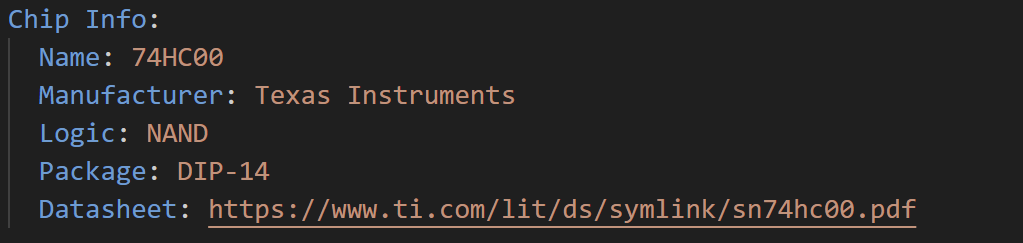 Chip Info:
Name: 74HC00
Manufacturer: Texas Instruments
Logic: NAND
Package: DIP-14
Datasheet: https://www.ti.com/lit/ds/symlink/sn74hc00.pdf